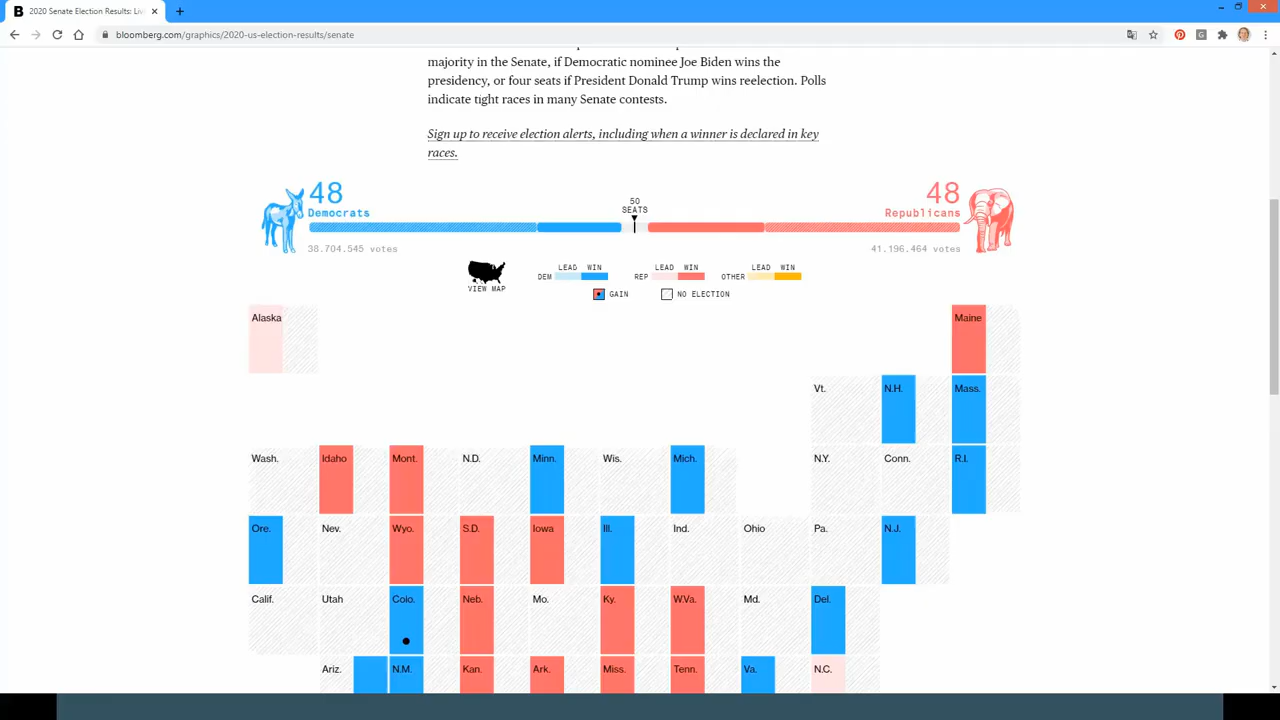 B 2020 Senate Election Results: Liv
bloomberg.com/graphics/2020-us-election-results/senate
majority in the Senate, if Democratic nominee Joe Biden wins the
presidency, or four seats if President Donald Trump wins reelection. Polls
indicate tight races in many Senate contests.
Sign up to receive election alerts, including when a winner is declared in key
races.
48
Democrats
38.704.545 votes
50
SEATS
48
Republicans
41.196.464 votes
VIEW MAP
DEM LEAD WIN
REP LEAD WIN
OTHER LEAD WIN
GAIN NO ELECTION
Alaska Maine
Vt. N.H. Mass.
Wash. Idaho Mont. N.D. Minn. Wis. Mich. N.Y. Conn. R.I.
Ore. Nev. Wyo. S.D. Iowa Ill. Ind. Ohio Pa. N.J.
Calif. Utah Colo. Neb. Mo. Ky. W.Va. Md. Del.
Ariz. N.M. Kan. Ark. Miss. Tenn. Va. N.C.